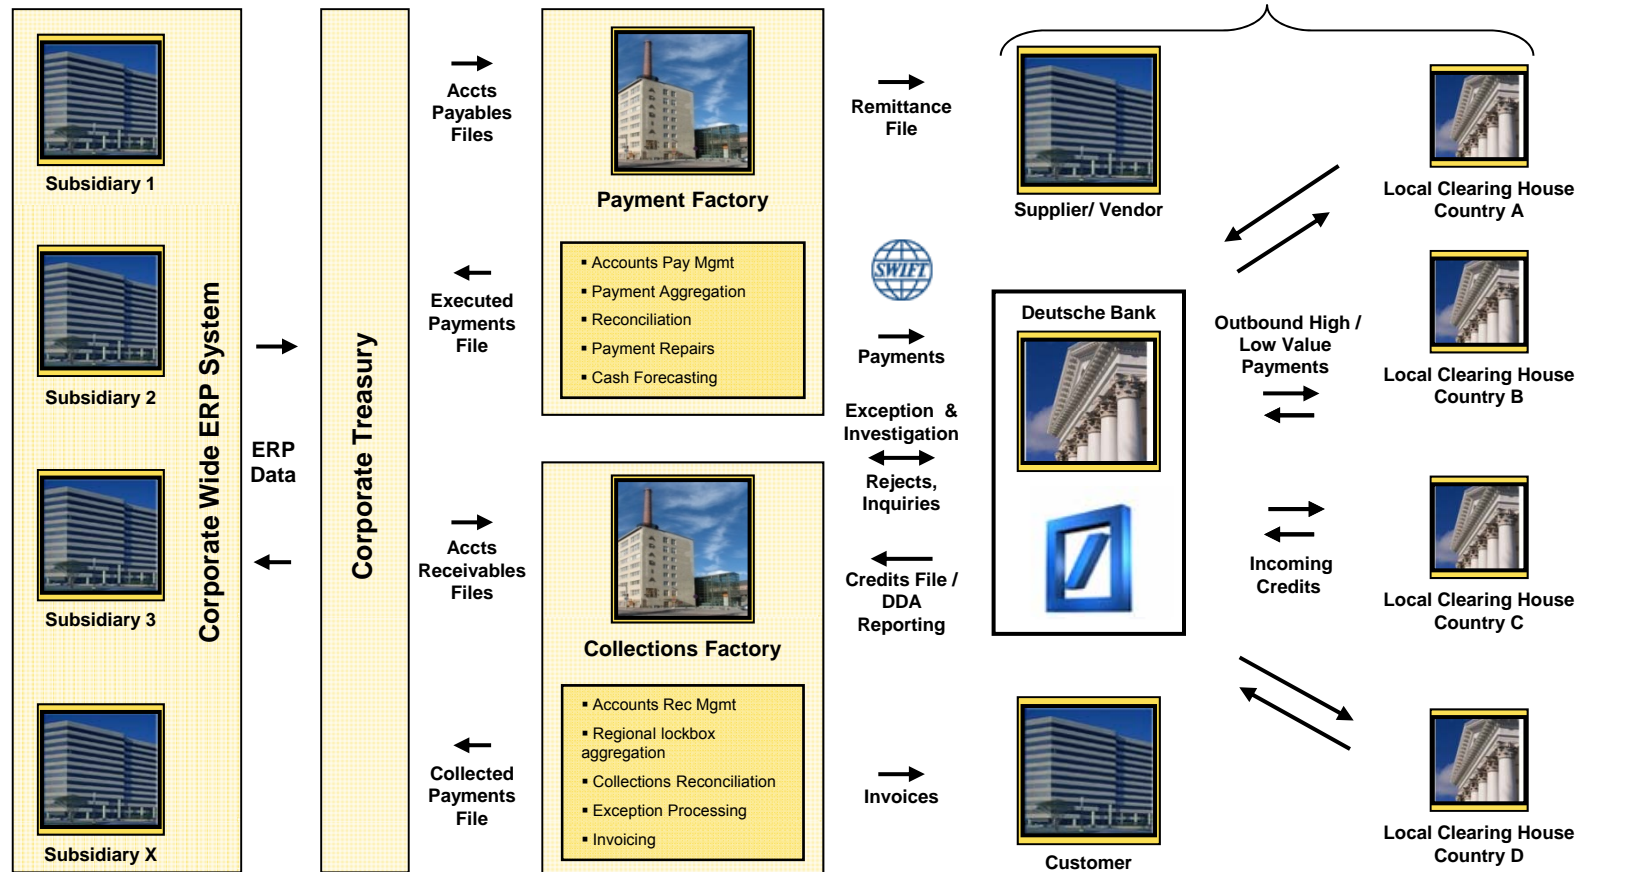 Subsidiary 1
Subsidiary 2
Subsidiary 3
Subsidiary X
Corporate Wide ERP System
ERP
Data
Corporate Treasury
Accts
Payables
Files
Executed
Payments
File
Accts
Receivables
Files
Collected
Payments
File
ARABIA
Payment Factory
▪ Accounts Pay Mgmt
▪ Payment Aggregation
▪ Reconciliation
▪ Payment Repairs
▪ Cash Forecasting
ARABIA
Collections Factory
▪ Accounts Rec Mgmt
▪ Regional lockbox
aggregation
▪ Collections Reconciliation
▪ Exception Processing
▪ Invoicing
Remittance
File
SWIFT
Payments
Exception &
Investigation
Rejects,
Inquiries
Credits File /
DDA
Reporting
Invoices
Supplier/ Vendor
Deutsche Bank
Customer
Outbound High /
Low Value
Payments
Incoming
Credits
Local Clearing House
Country A
Local Clearing House
Country B
Local Clearing House
Country C
Local Clearing House
Country D